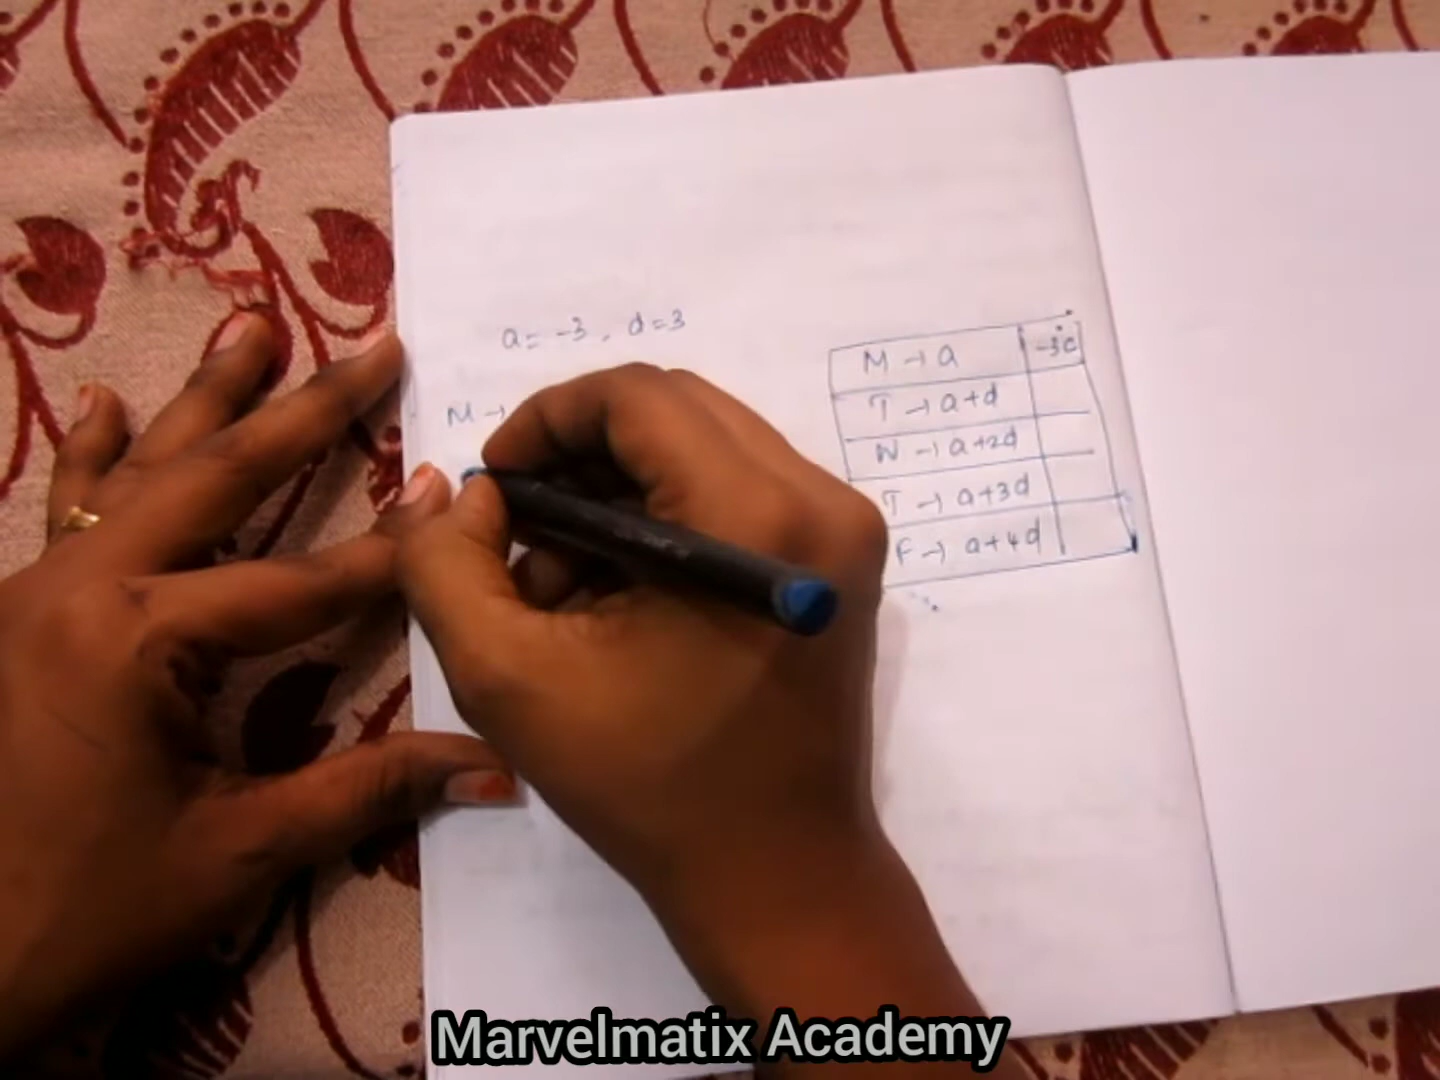 a = -3, d = 3
M → a -3°c
T → a+d
M →
W → a+2d
T → a+3d
F → a+4d
Marvelmatix Academy